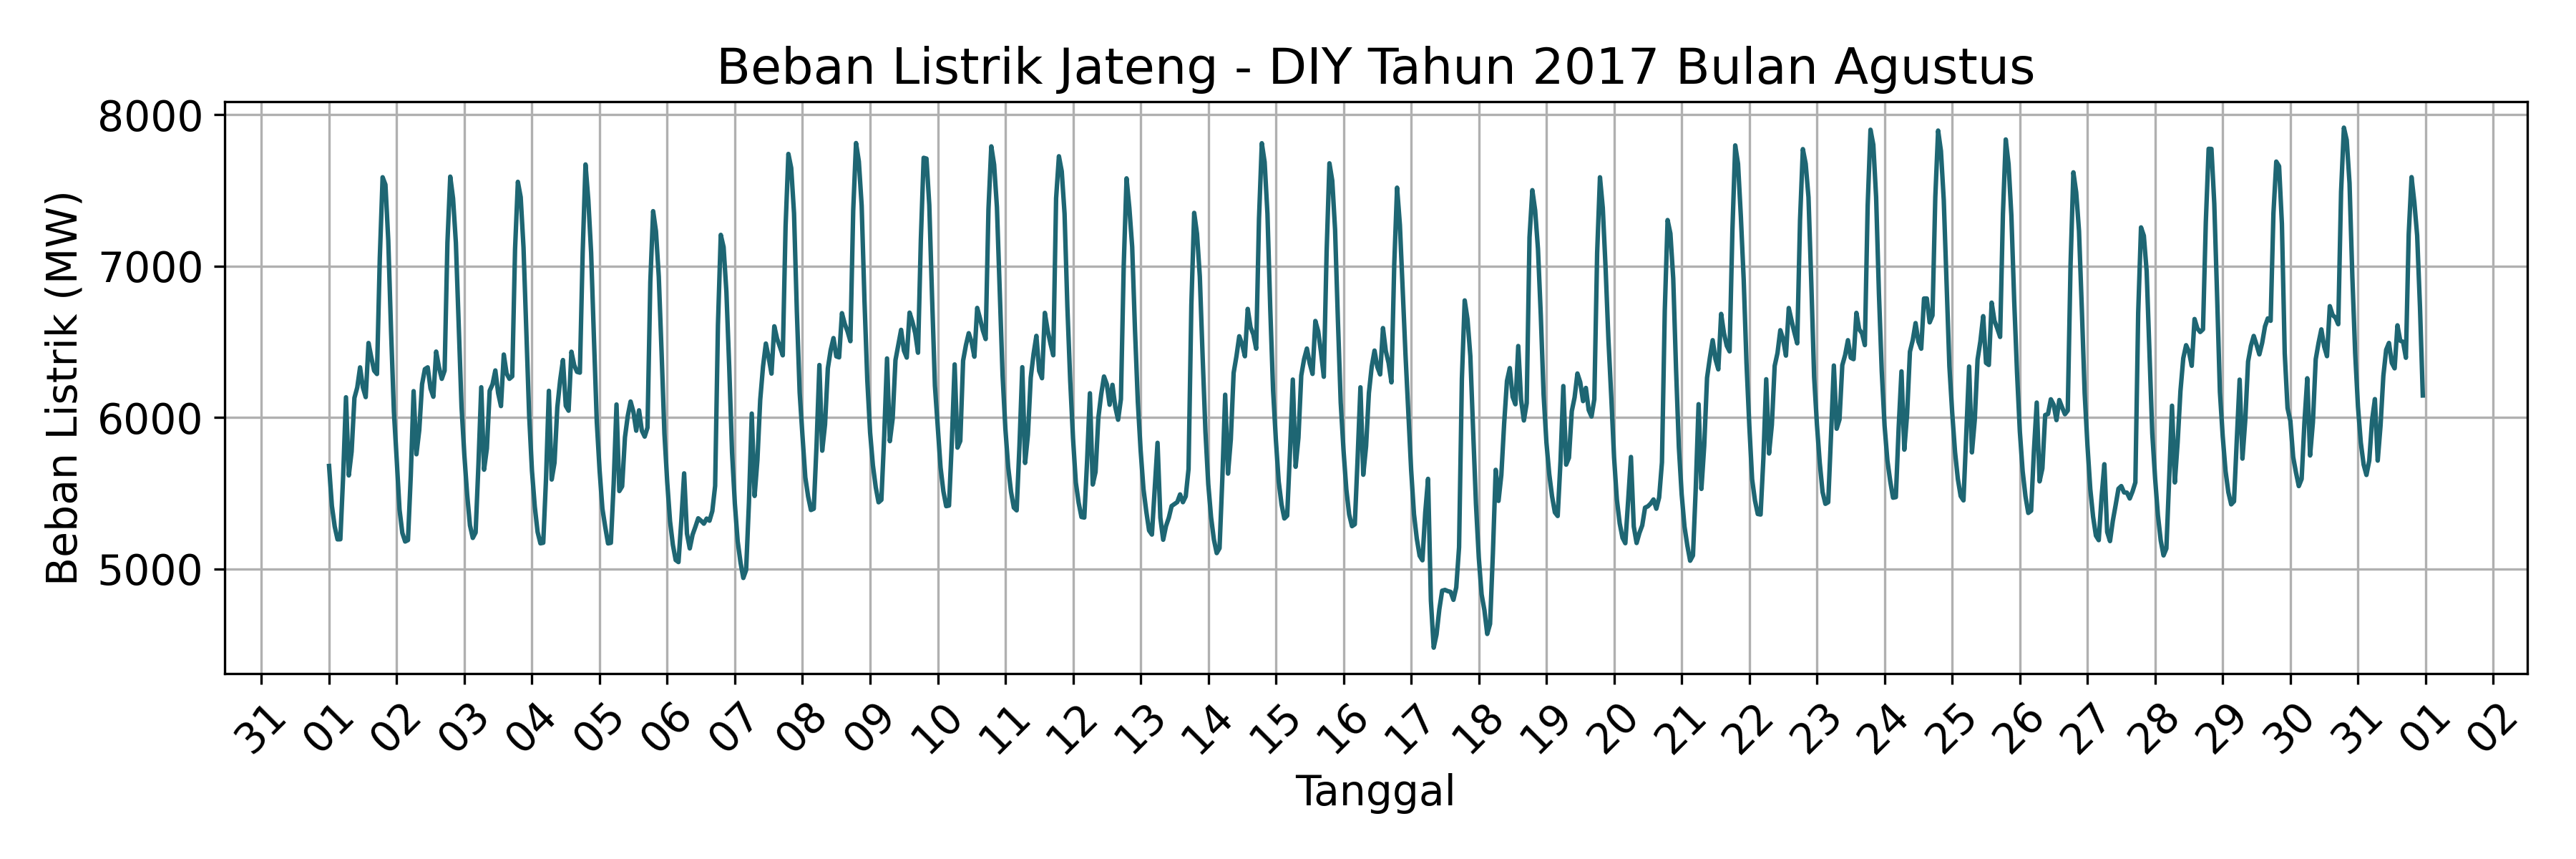 Beban Listrik Jateng - DIY Tahun 2017 Bulan Agustus
8000
7000
6000
5000
Beban Listrik (MW)
31 01 02 03 04 05 06 07 08 09 10 11 12 13 14 15 16 17 18 19 20 21 22 23 24 25 26 27 28 29 30 31 01 02
Tanggal